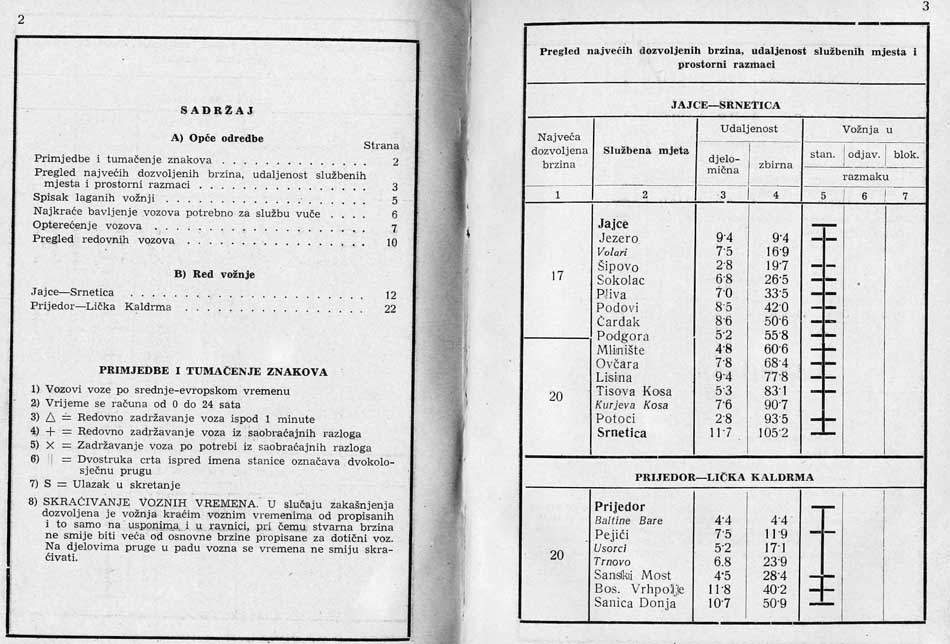 2
SADRŽAJ
A) Opće odredbe
Strana
Primjedbe i tumačenje znakova . . . . . . . . . . . . . . . 2
Pregled najvećih dozvoljenih brzina, udaljenost službenih
mjesta i prostorni razmaci . . . . . . . . . . . . . . . . . 3
Spisak laganih vožnji . . . . . . . . . . . . . . . . . . . . 5
Najkraće bavljenje vozova potrebno za službu vuče . . . . 6
Opterećenje vozova . . . . . . . . . . . . . . . . . . . . . 7
Pregled redovnih vozova . . . . . . . . . . . . . . . . . . 10
B) Red vožnje
Jajce—Srnetica . . . . . . . . . . . . . . . . . . . . . . . 12
Prijedor—Lička Kaldrma . . . . . . . . . . . . . . . . . . 22
PRIMJEDBE I TUMAČENJE ZNAKOVA
1) Vozovi voze po srednje-evropskom vremenu
2) Vrijeme se računa od 0 do 24 sata
3) △ = Redovno zadržavanje voza ispod 1 minute
4) + = Redovno zadržavanje voza iz saobraćajnih razloga
5) × = Zadržavanje voza po potrebi iz saobraćajnih razloga
6) || = Dvostruka crta ispred imena stanice označava dvokolo-
sječnu prugu
7) S = Ulazak u skretanje
8) SKRAĆIVANJE VOZNIH VREMENA. U slučaju zakašnjenja
dozvoljena je vožnja kraćim voznim vremenima od propisanih
i to samo na usponima i u ravnici, pri čemu stvarna brzina
ne smije biti veća od osnovne brzine propisane za dotični voz.
Na djelovima pruge u padu vozna se vremena ne smiju skra-
ćivati.
3
Pregled najvećih dozvoljenih brzina, udaljenost službenih mjesta i
prostorni razmaci
JAJCE—SRNETICA
Najveća
dozvoljena
brzina
Službena mjeta
Udaljenost
djelo-
mična
zbirna
Vožnja u
stan. odjav. blok.
razmaku
1 2 3 4 5 6 7
Jajce
Jezero 9·4 9·4
Volari 7·5 16·9
Šipovo 2·8 19·7
17
Sokolac 6·8 26·5
Pliva 7·0 33·5
Podovi 8·5 42·0
Čardak 8·6 50·6
Podgora 5·2 55·8
Mlinište 4·8 60·6
Ovčara 7·8 68·4
Lisina 9·4 77·8
20
Tisova Kosa 5·3 83·1
Kurjeva Kosa 7·6 90·7
Potoci 2·8 93·5
Srnetica 11·7 105·2
PRIJEDOR—LIČKA KALDRMA
Prijedor
Baltine Bare 4·4 4·4
Pejići 7·5 11·9
20
Usorci 5·2 17·1
Trnovo 6.8 23·9
Sanski Most 4·5 28·4
Bos. Vrhpolje 11·8 40·2
Sanica Donja 10·7 50·9